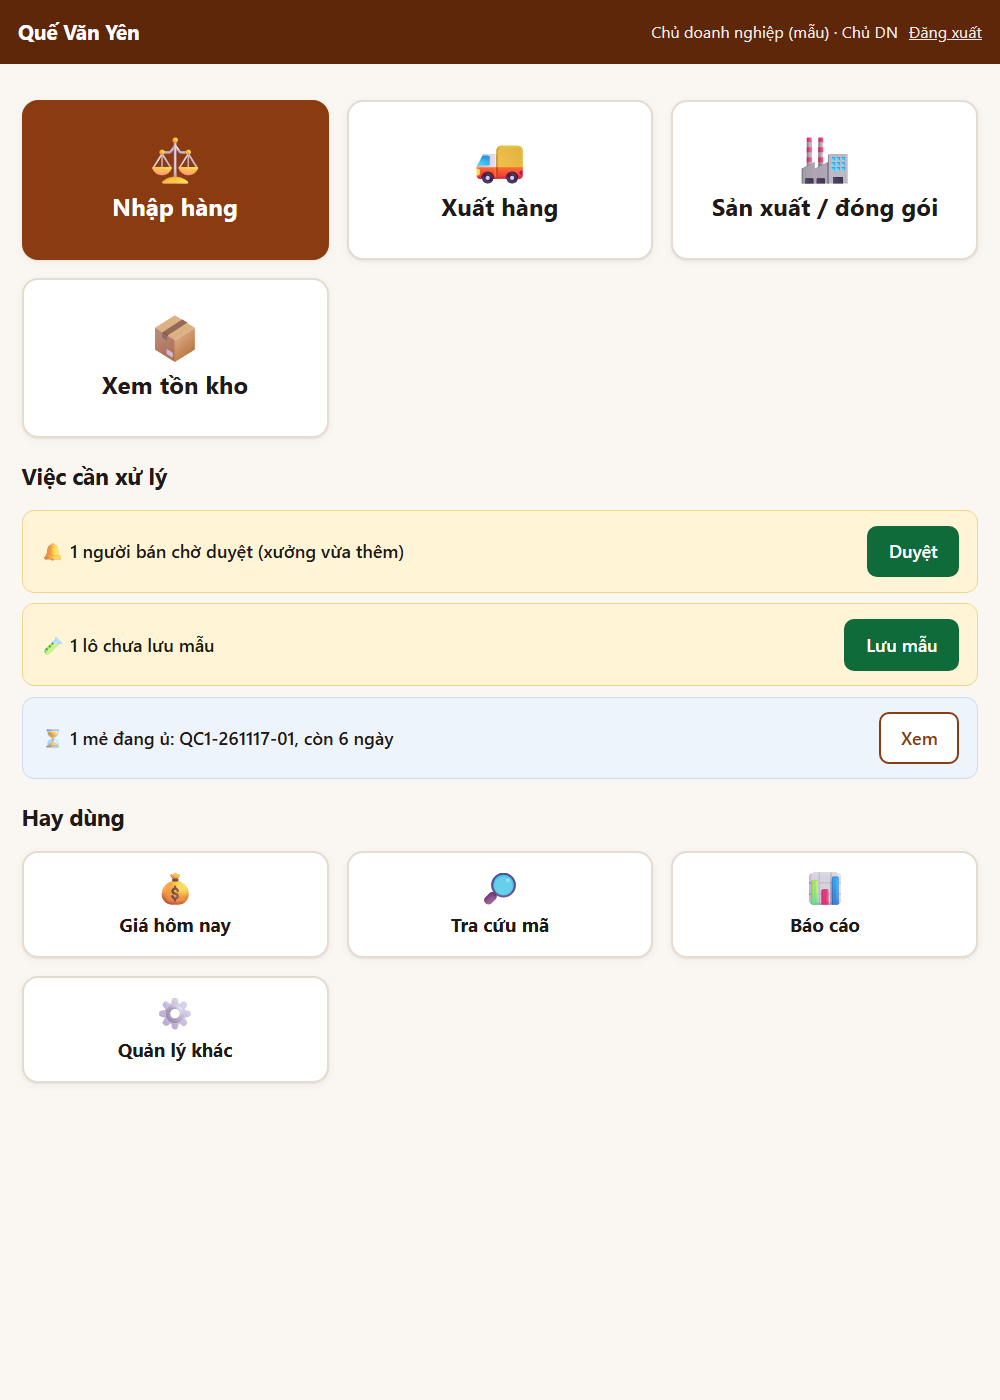 Quế Văn Yên
Chủ doanh nghiệp (mẫu) · Chủ DN Đăng xuất
Nhập hàng
Xuất hàng
Sản xuất / đóng gói
Xem tồn kho
Việc cần xử lý
1 người bán chờ duyệt (xưởng vừa thêm)
Duyệt
1 lô chưa lưu mẫu
Lưu mẫu
1 mẻ đang ủ: QC1-261117-01, còn 6 ngày
Xem
Hay dùng
Giá hôm nay
Tra cứu mã
Báo cáo
Quản lý khác